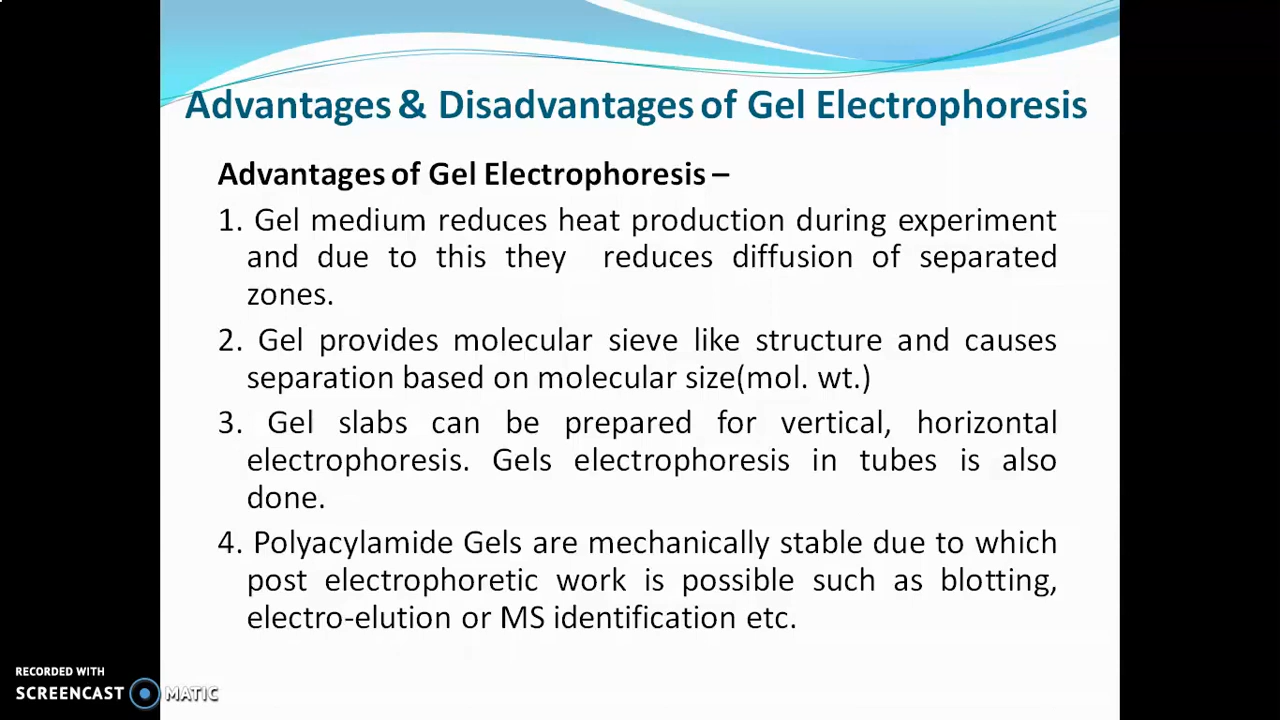 Advantages & Disadvantages of Gel Electrophoresis
Advantages of Gel Electrophoresis –
1. Gel medium reduces heat production during experiment
and due to this they reduces diffusion of separated
zones.
2. Gel provides molecular sieve like structure and causes
separation based on molecular size(mol. wt.)
3. Gel slabs can be prepared for vertical, horizontal
electrophoresis. Gels electrophoresis in tubes is also
done.
4. Polyacylamide Gels are mechanically stable due to which
post electrophoretic work is possible such as blotting,
electro-elution or MS identification etc.
RECORDED WITH
SCREENCAST MATIC